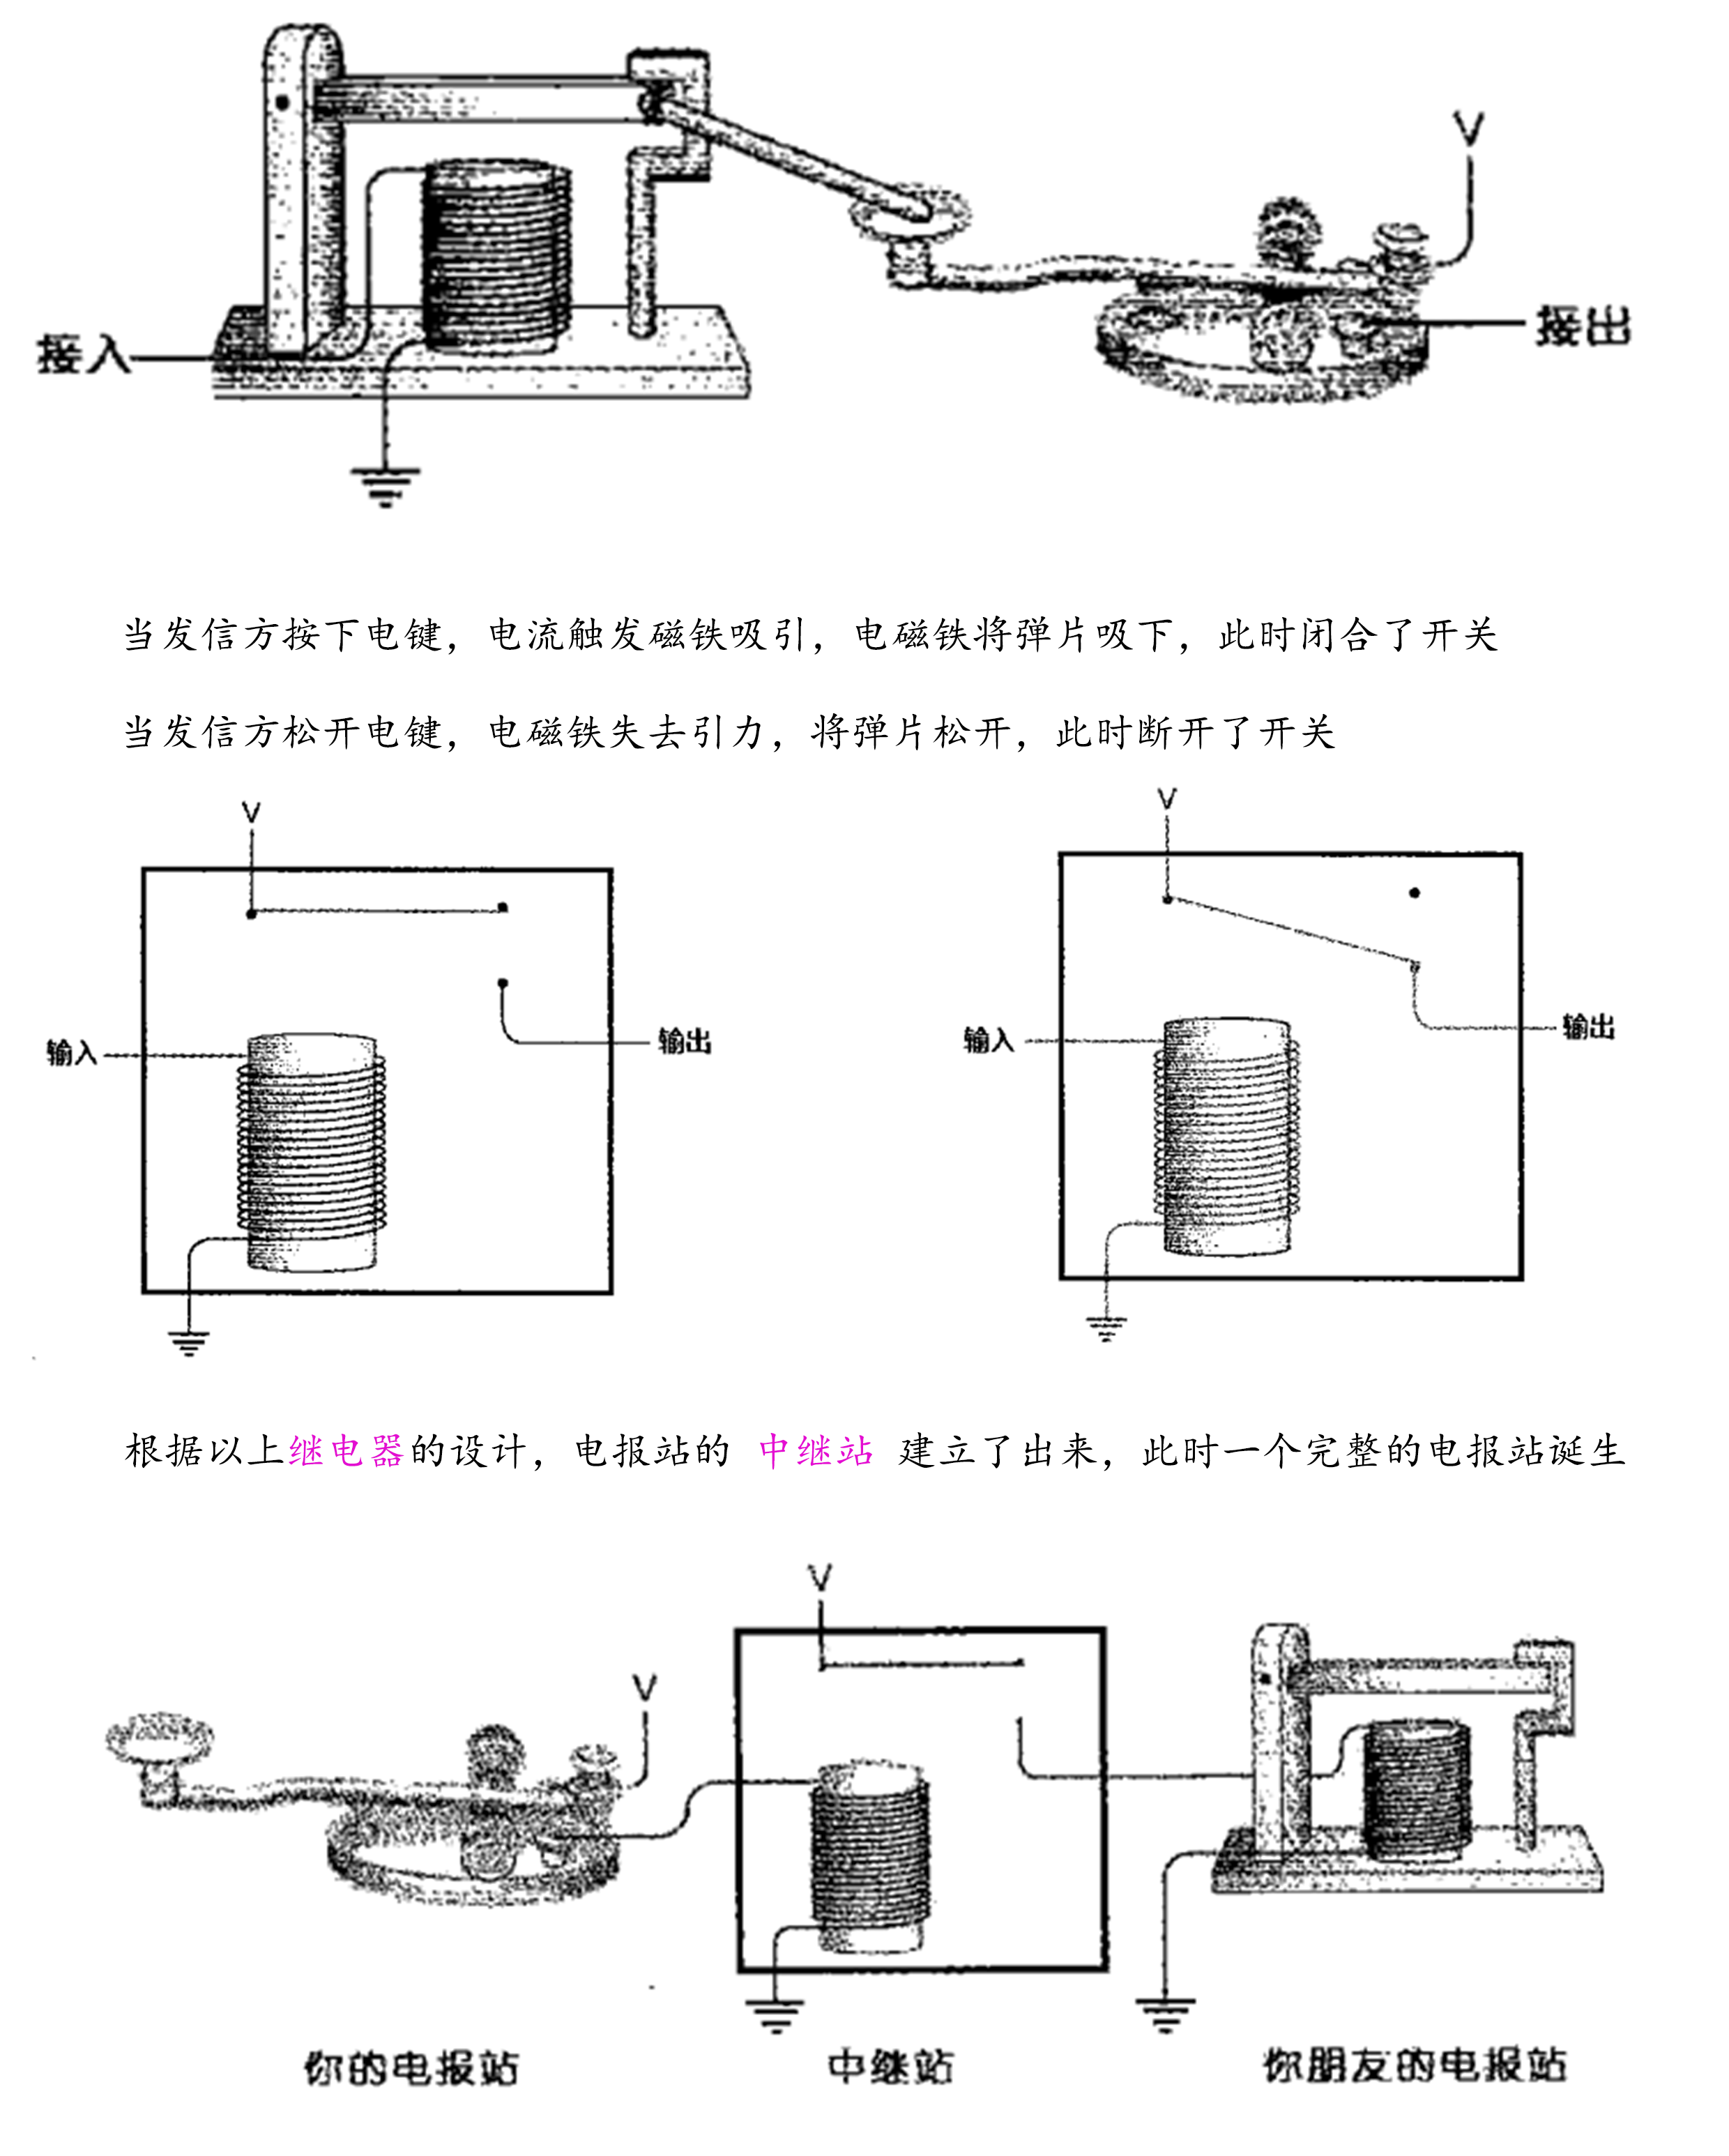 V
接入
接出
当发信方按下电键，电流触发磁铁吸引，电磁铁将弹片吸下，此时闭合了开关
当发信方松开电键，电磁铁失去引力，将弹片松开，此时断开了开关
V
V
输入
输出
输入
输出
根据以上继电器的设计，电报站的 中继站 建立了出来，此时一个完整的电报站诞生
V
V
你的电报站
中继站
你朋友的电报站